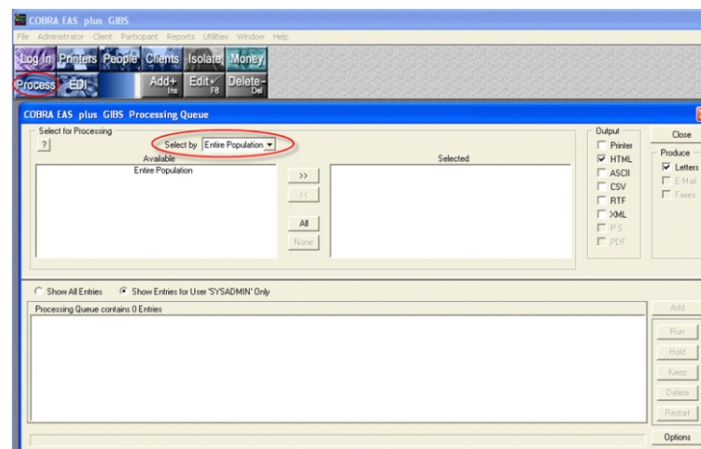 COBRA EAS plus GIBS
File Administrator Client Participant Reports Utilities Window Help
Log In Printers People Clients Isolate Money
Process EDI Add+ Ins Edit✓ F8 Delete- Del
COBRA EAS plus GIBS Processing Queue
Select for Processing
?
Select by Entire Population
Available
Entire Population
>>
<<
All
None
Selected
Output
Printer
HTML
ASCII
CSV
RTF
XML
P S
PDF
Close
Produce
Letters
E-Mail
Faxes
Show All Entries Show Entries for User 'SYSADMIN' Only
Processing Queue contains 0 Entries
Add
Run
Hold
Keep
Delete
Restart
Options